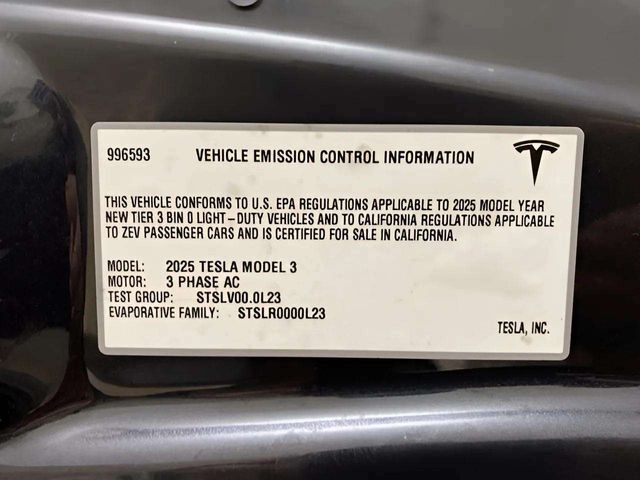 996593 VEHICLE EMISSION CONTROL INFORMATION
THIS VEHICLE CONFORMS TO U.S. EPA REGULATIONS APPLICABLE TO 2025 MODEL YEAR
NEW TIER 3 BIN 0 LIGHT-DUTY VEHICLES AND TO CALIFORNIA REGULATIONS APPLICABLE
TO ZEV PASSENGER CARS AND IS CERTIFIED FOR SALE IN CALIFORNIA.
MODEL: 2025 TESLA MODEL 3
MOTOR: 3 PHASE AC
TEST GROUP: STSLV00.0L23
EVAPORATIVE FAMILY: STSLR0000L23
TESLA, INC.